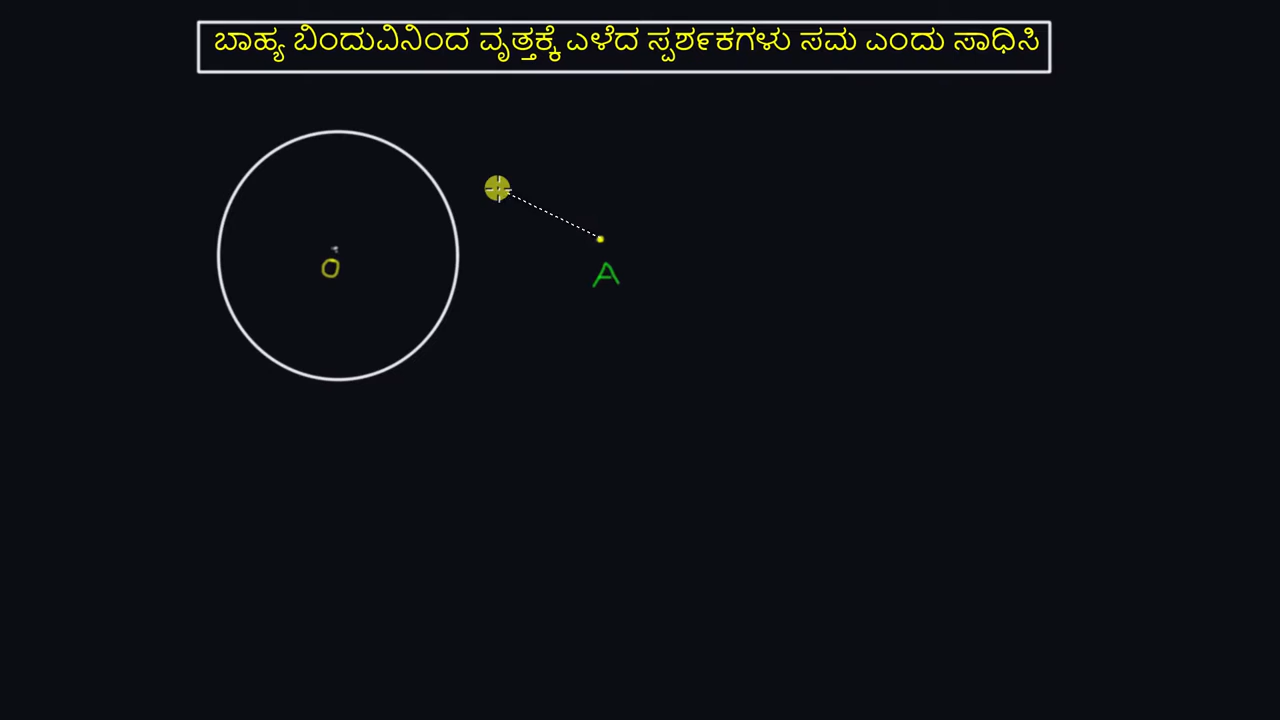 ಬಾಹ್ಯ ಬಿಂದುವಿನಿಂದ ವೃತ್ತಕ್ಕೆ ಎಳೆದ ಸ್ಪರ್ಶಕಗಳು ಸಮ ಎಂದು ಸಾಧಿಸಿ
O
A